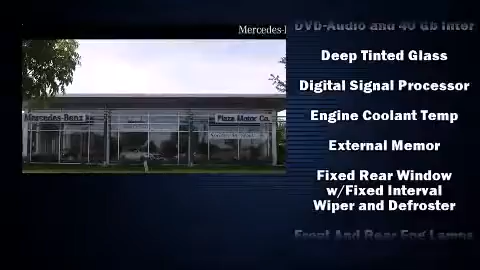 Mercedes-
DVD-Audio and 40 Gb Inter
Mercedes-Benz
Plaza Motor Co.
Deep Tinted Glass
Digital Signal Processor
Engine Coolant Temp
External Memor
Fixed Rear Window
w/Fixed Interval
Wiper and Defroster
Front And Rear Fog Lamps